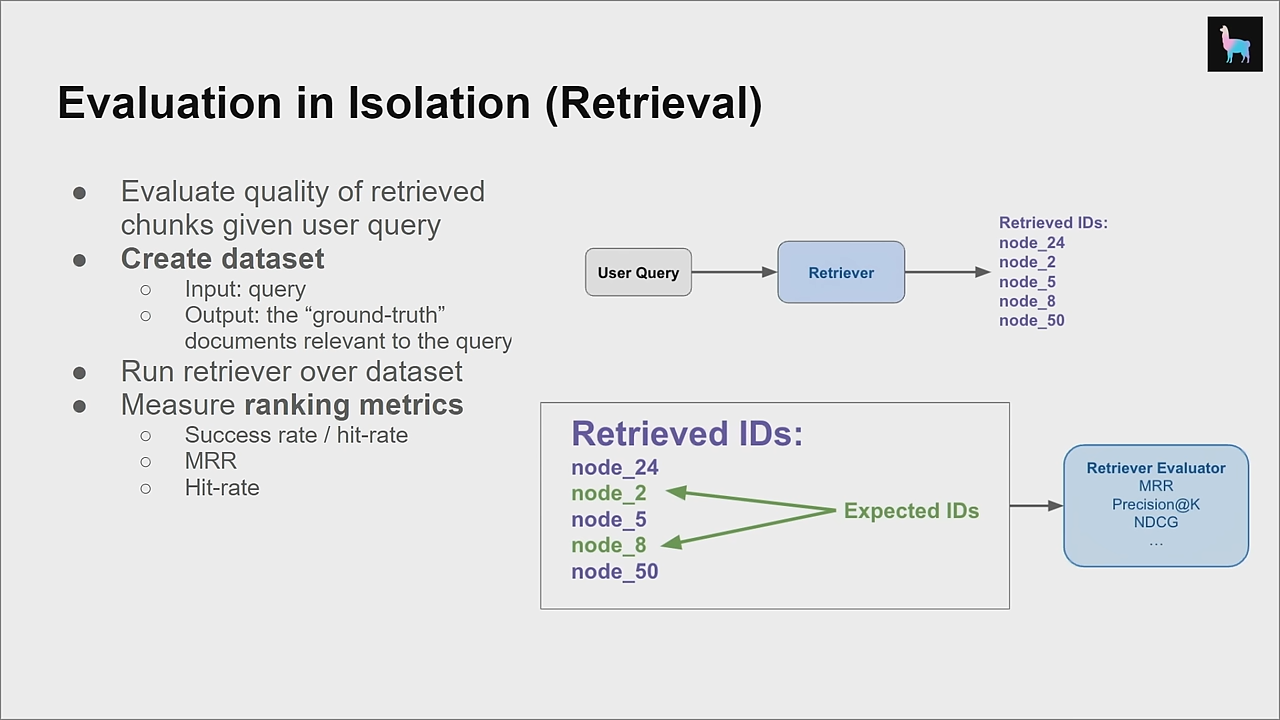 Evaluation in Isolation (Retrieval)
● Evaluate quality of retrieved
chunks given user query
● Create dataset
○ Input: query
○ Output: the “ground-truth”
documents relevant to the query
● Run retriever over dataset
● Measure ranking metrics
○ Success rate / hit-rate
○ MRR
○ Hit-rate
User Query
Retriever
Retrieved IDs:
node_24
node_2
node_5
node_8
node_50
Retrieved IDs:
node_24
node_2
node_5
node_8
node_50
Expected IDs
Retriever Evaluator
MRR
Precision@K
NDCG
...